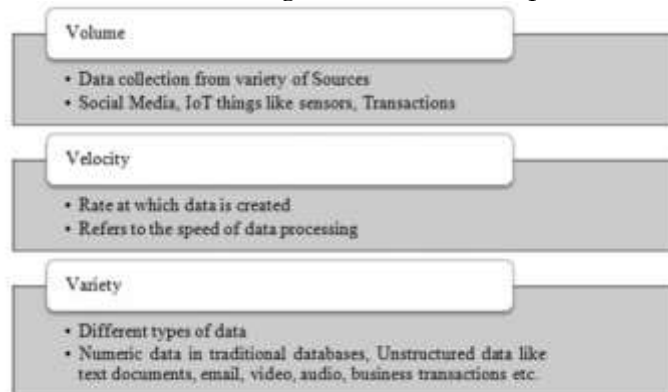 Volume
• Data collection from variety of Sources
• Social Media, IoT things like sensors, Transactions
Velocity
• Rate at which data is created
• Refers to the speed of data processing
Variety
• Different types of data
• Numeric data in traditional databases, Unstructured data like
text documents, email, video, audio, business transactions etc.